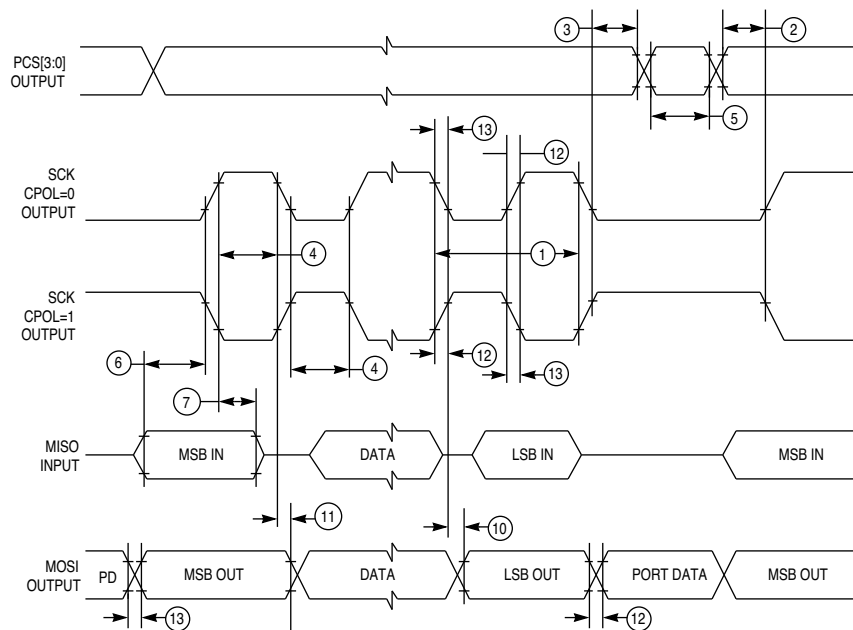 3
2
PCS[3:0]
OUTPUT
5
13
12
SCK
CPOL=0
OUTPUT
4
1
SCK
CPOL=1
OUTPUT
6
4
12
13
7
MISO
INPUT
MSB IN
DATA
LSB IN
MSB IN
11
10
MOSI
OUTPUT
PD
MSB OUT
DATA
LSB OUT
PORT DATA
MSB OUT
13
12